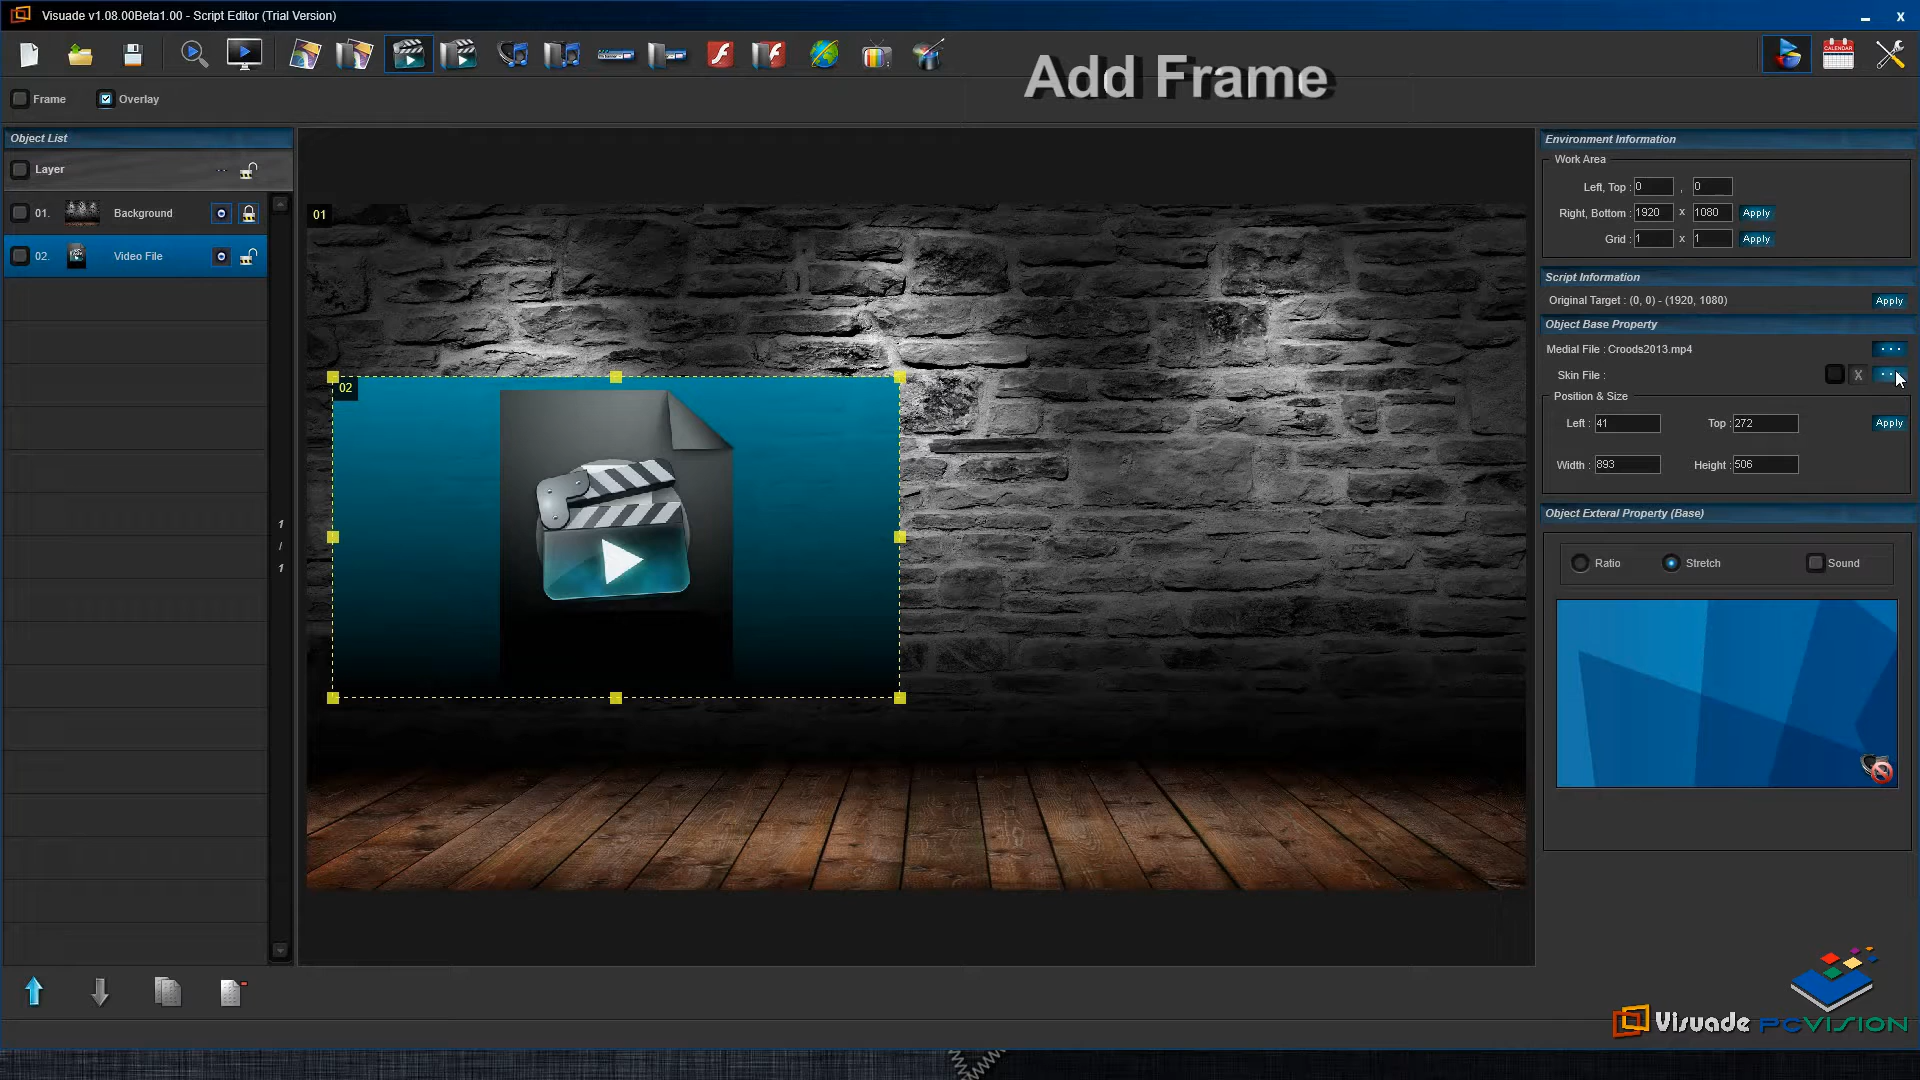 Visuade v1.08.00Beta1.00 - Script Editor (Trial Version)
x
Add Frame
CALENDAR
Frame
Overlay
Object List
Environment Information
Work Area
Layer
Left, Top : 0 , 0
01. Background
Right, Bottom : 1920 x 1080 Apply
01
Grid : 1 x 1 Apply
02. Video File
Script Information
Original Target : (0, 0) - (1920, 1080) Apply
Object Base Property
Medial File : Croods2013.mp4 ...
Skin File : X
02
Position & Size
Left : 41 Top : 272 Apply
Width : 893 Height : 506
Object Exteral Property (Base)
1
/
1
Ratio Stretch Sound
Visuade PCVISION